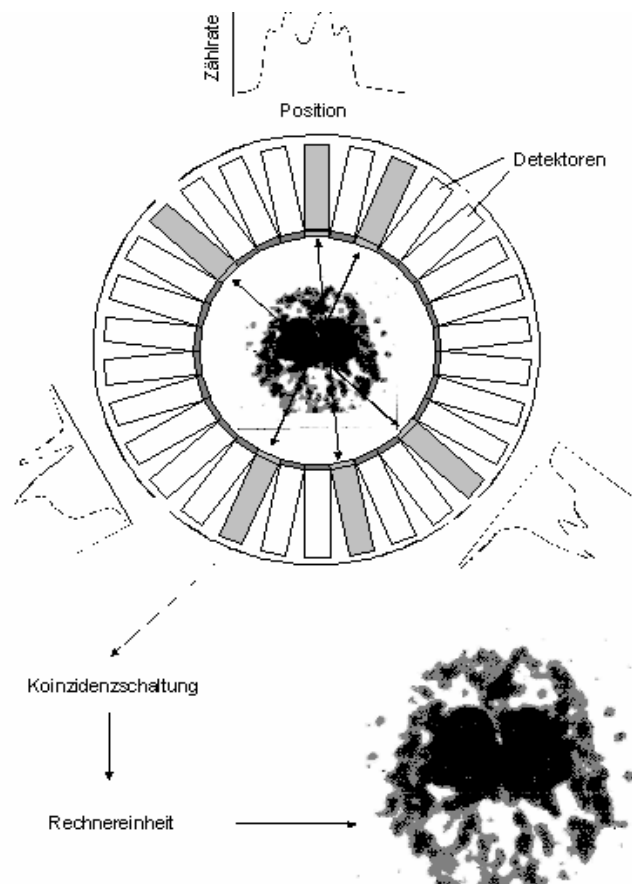 Zählrate
Position
Detektoren
Koinzidenzschaltung
Rechnereinheit